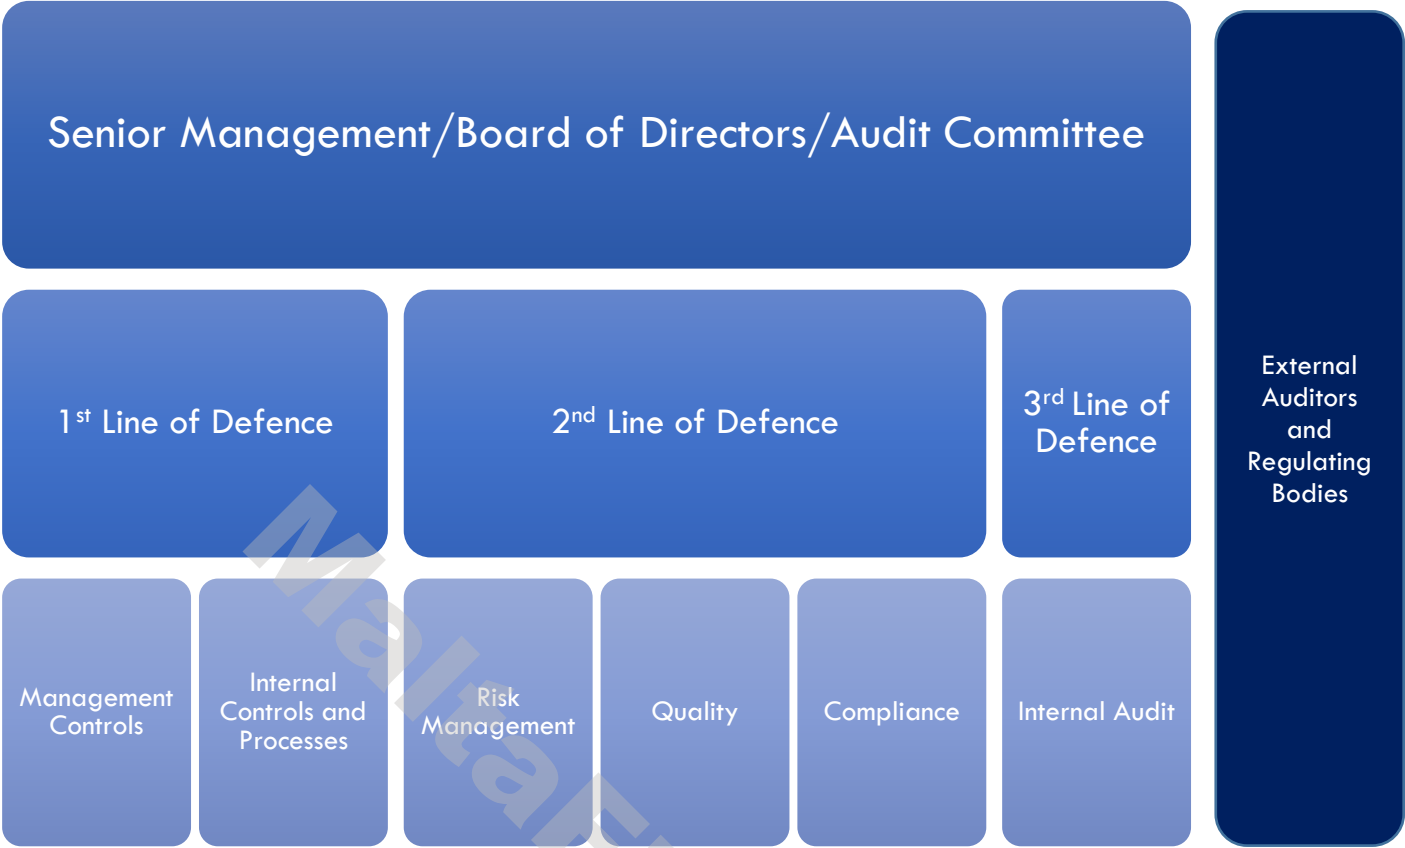 Senior Management/Board of Directors/Audit Committee
1st Line of Defence
2nd Line of Defence
3rd Line of
Defence
Management
Controls
Internal
Controls and
Processes
Risk
Management
Quality
Compliance
Internal Audit
External
Auditors
and
Regulating
Bodies